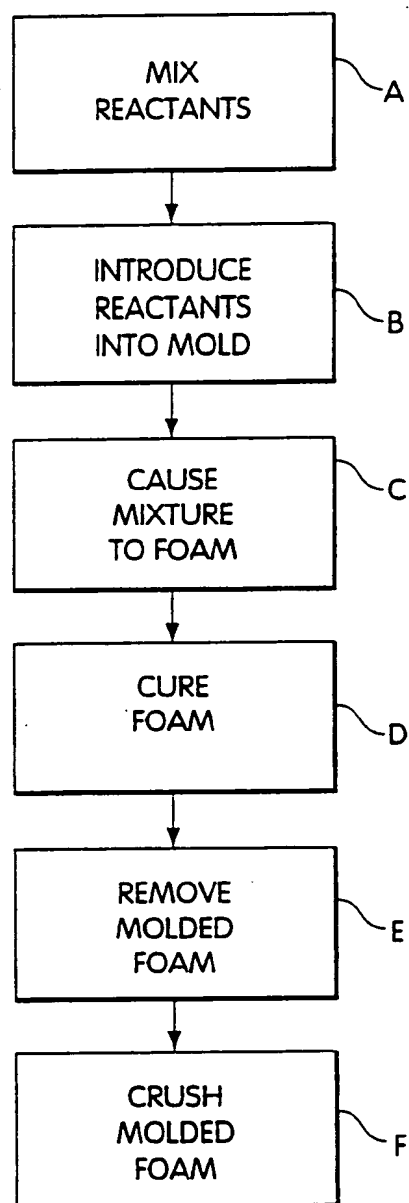 MIX
REACTANTS
A
INTRODUCE
REACTANTS
INTO MOLD
B
CAUSE
MIXTURE
TO FOAM
C
CURE
FOAM
D
REMOVE
MOLDED
FOAM
E
CRUSH
MOLDED
FOAM
F